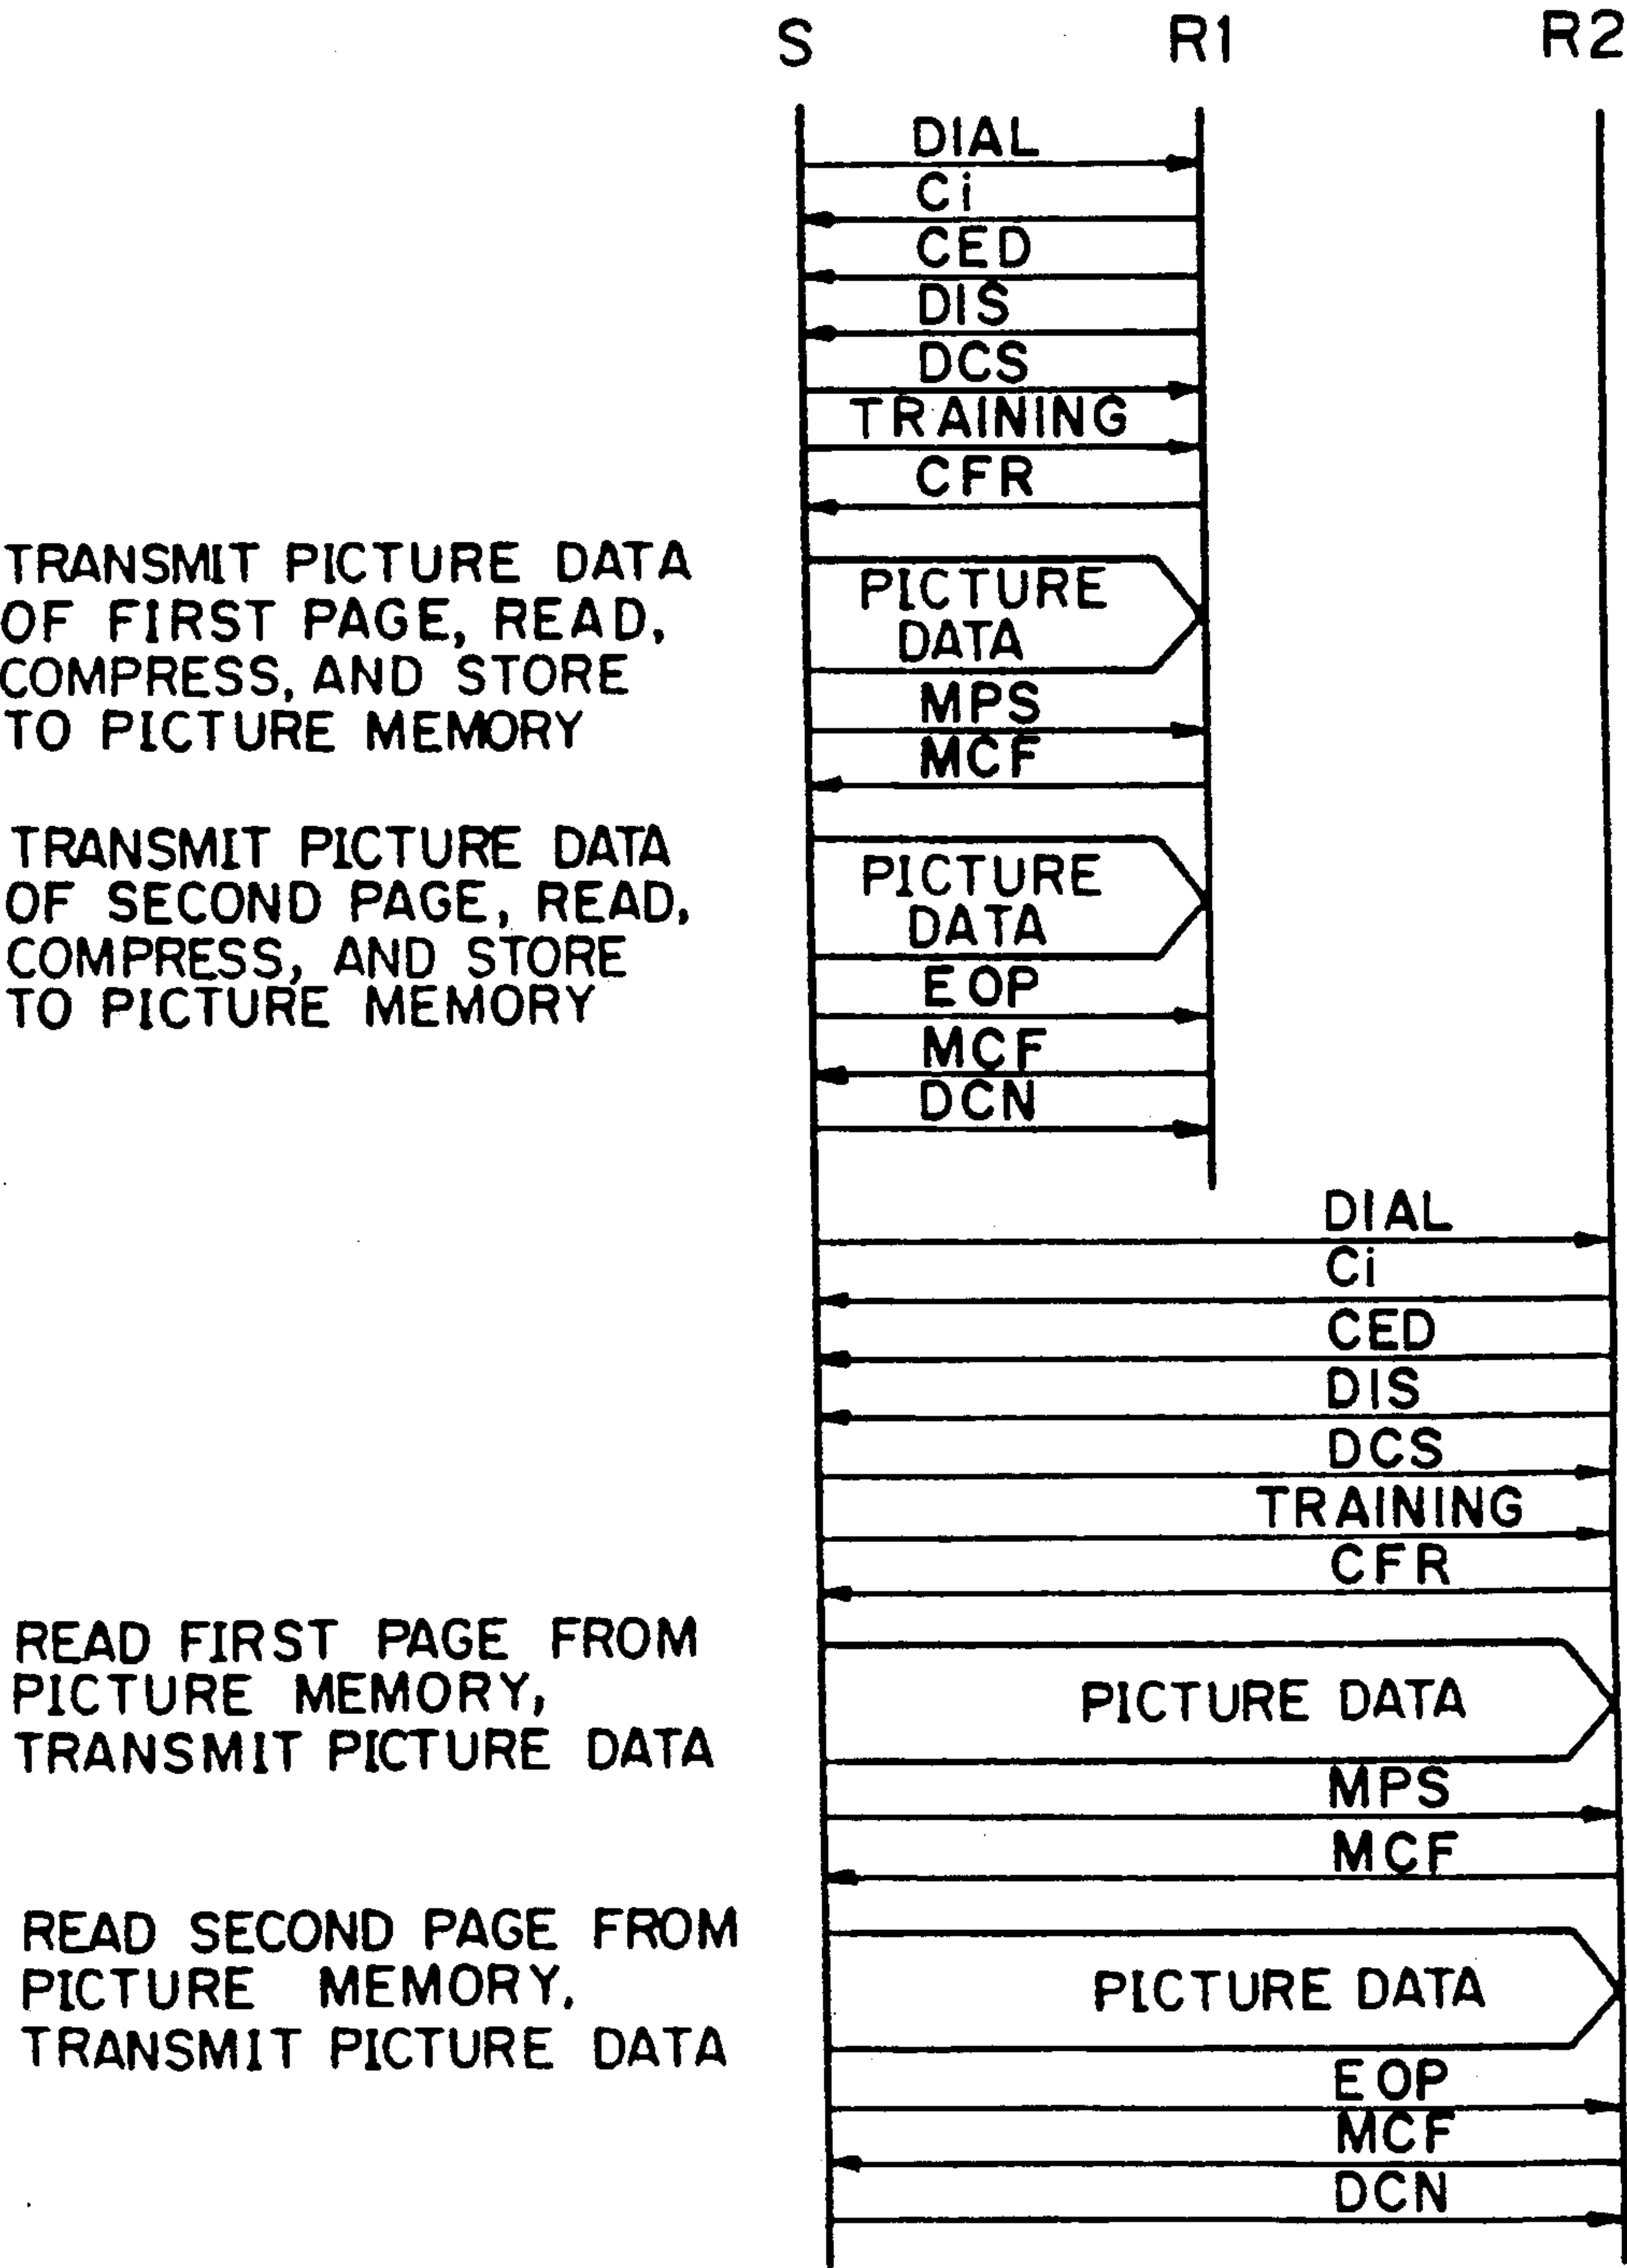 S R1 R2
DIAL
Ci
CED
DIS
DCS
TRAINING
CFR
TRANSMIT PICTURE DATA
OF FIRST PAGE, READ,
COMPRESS, AND STORE
TO PICTURE MEMORY
PICTURE
DATA
MPS
MCF
TRANSMIT PICTURE DATA
OF SECOND PAGE, READ,
COMPRESS, AND STORE
TO PICTURE MEMORY
PICTURE
DATA
EOP
MCF
DCN
DIAL
Ci
CED
DIS
DCS
TRAINING
CFR
READ FIRST PAGE FROM
PICTURE MEMORY,
TRANSMIT PICTURE DATA
PICTURE DATA
MPS
MCF
READ SECOND PAGE FROM
PICTURE MEMORY,
TRANSMIT PICTURE DATA
PICTURE DATA
EOP
MCF
DCN